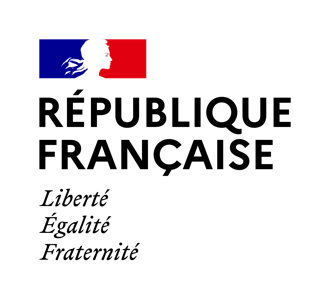 RÉPUBLIQUE
FRANÇAISE
Liberté
Égalité
Fraternité